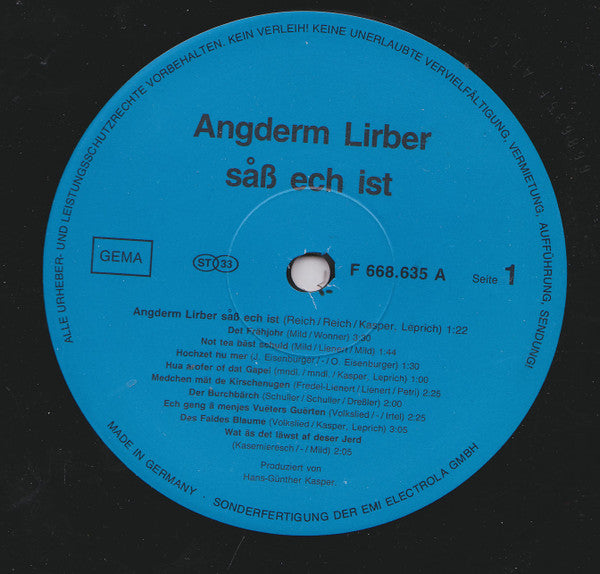 ALLE URHEBER- UND LEISTUNGSSCHUTZRECHTE VORBEHALTEN. KEIN VERLEIH! KEINE UNERLAUBTE VERVIELFÄLTIGUNG, VERMIETUNG, AUFFÜHRUNG, SENDUNG!
Angderm Lirber
såß ech ist
GEMA
ST 33
F 668.635 A
Seite 1
Angderm Lirber såß ech ist (Reich/Reich/Kasper, Leprich) 1:22
Det Frähjohr (Mild/Wonner) 3:30
Not tea bäst schuld (Mild/Lienert/Mild) 1:44
Hochzet hu mer (J. Eisenburger/-/O. Eisenburger) 1:30
Hua å.ofer of dat Gapei (mndl./mndl./Kasper, Leprich) 1:00
Medchen mät de Kirschenugen (Fredel-Lienert/Lienert/Petri) 2:25
Der Burchbärch (Schuller/Schuller/Dreßler) 2:00
Ech geng ä menjes Vueters Guerten (Volkslied/-/Irtel) 2:25
Des Faldes Blaume (Volkslied/Kasper, Leprich) 3:05
Wat äs det täwst af deser Jerd
(Kasemieresch/-/Mild) 2:05
Produziert von
Hans-Günther Kasper.
MADE IN GERMANY · SONDERFERTIGUNG DER EMI ELECTROLA GMBH